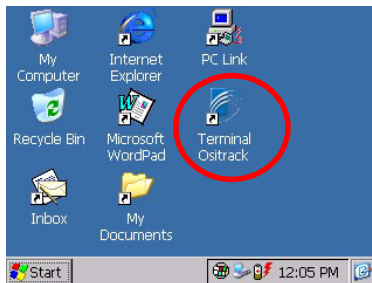 My
Computer
Internet
Explorer
PC Link
Recycle Bin
Microsoft
WordPad
Terminal
Ositrack
Inbox
My
Documents
Start
12:05 PM